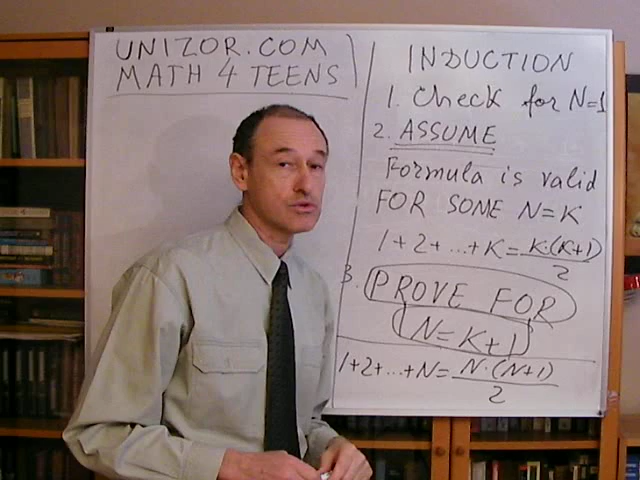 UNIZOR.COM
MATH 4 TEENS
INDUCTION
1. Check for N=1
2. ASSUME
Formula is valid
FOR SOME N=K
1+2+...+K=K·(K+1)/2
3. PROVE FOR
N=K+1
1+2+...+N=N·(N+1)/2